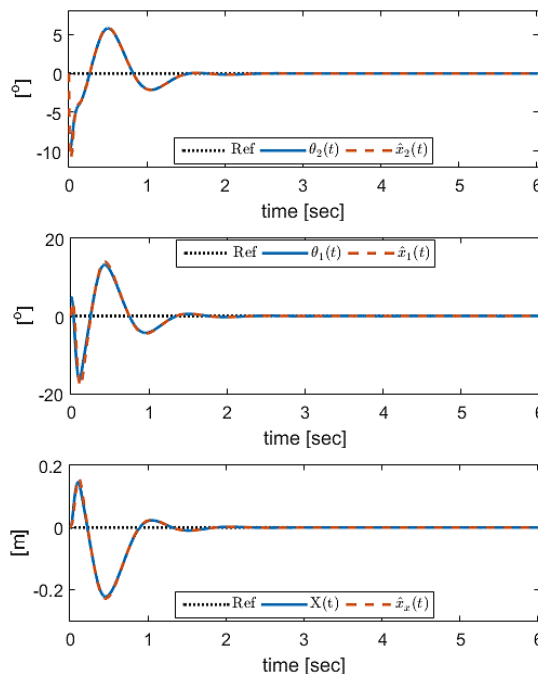 5
0
-5
-10
[°]
Ref θ₂(t) x̂₂(t)
0 1 2 3 4 5 6
time [sec]
20
0
-20
[°]
Ref θ₁(t) x̂₁(t)
0 1 2 3 4 5 6
time [sec]
0.2
0
-0.2
[m]
Ref X(t) x̂ₓ(t)
0 1 2 3 4 5 6
time [sec]